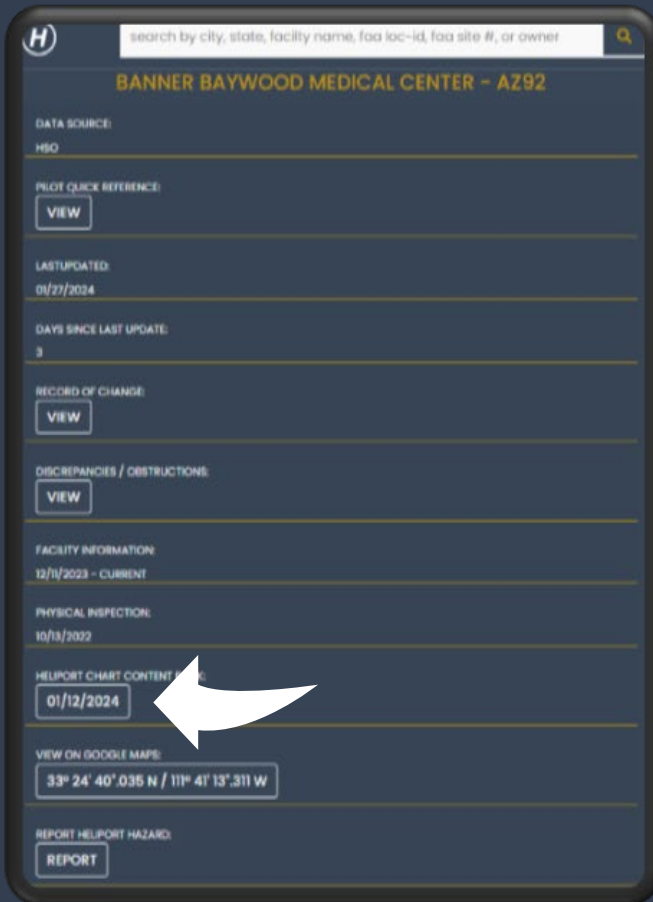 H
search by city, state, facilty name, faa loc-id, faa site #, or owner
BANNER BAYWOOD MEDICAL CENTER - AZ92
DATA SOURCE:
HSO
PILOT QUICK REFERENCE:
VIEW
LASTUPDATED:
01/27/2024
DAYS SINCE LAST UPDATE:
3
RECORD OF CHANGE:
VIEW
DISCREPANCIES / OBSTRUCTIONS:
VIEW
FACILITY INFORMATION:
12/11/2023 - CURRENT
PHYSICAL INSPECTION:
10/13/2022
HELIPORT CHART CONTENT
01/12/2024
VIEW ON GOOGLE MAPS:
33º 24' 40".035 N / 111º 41' 13".311 W
REPORT HELIPORT HAZARD:
REPORT